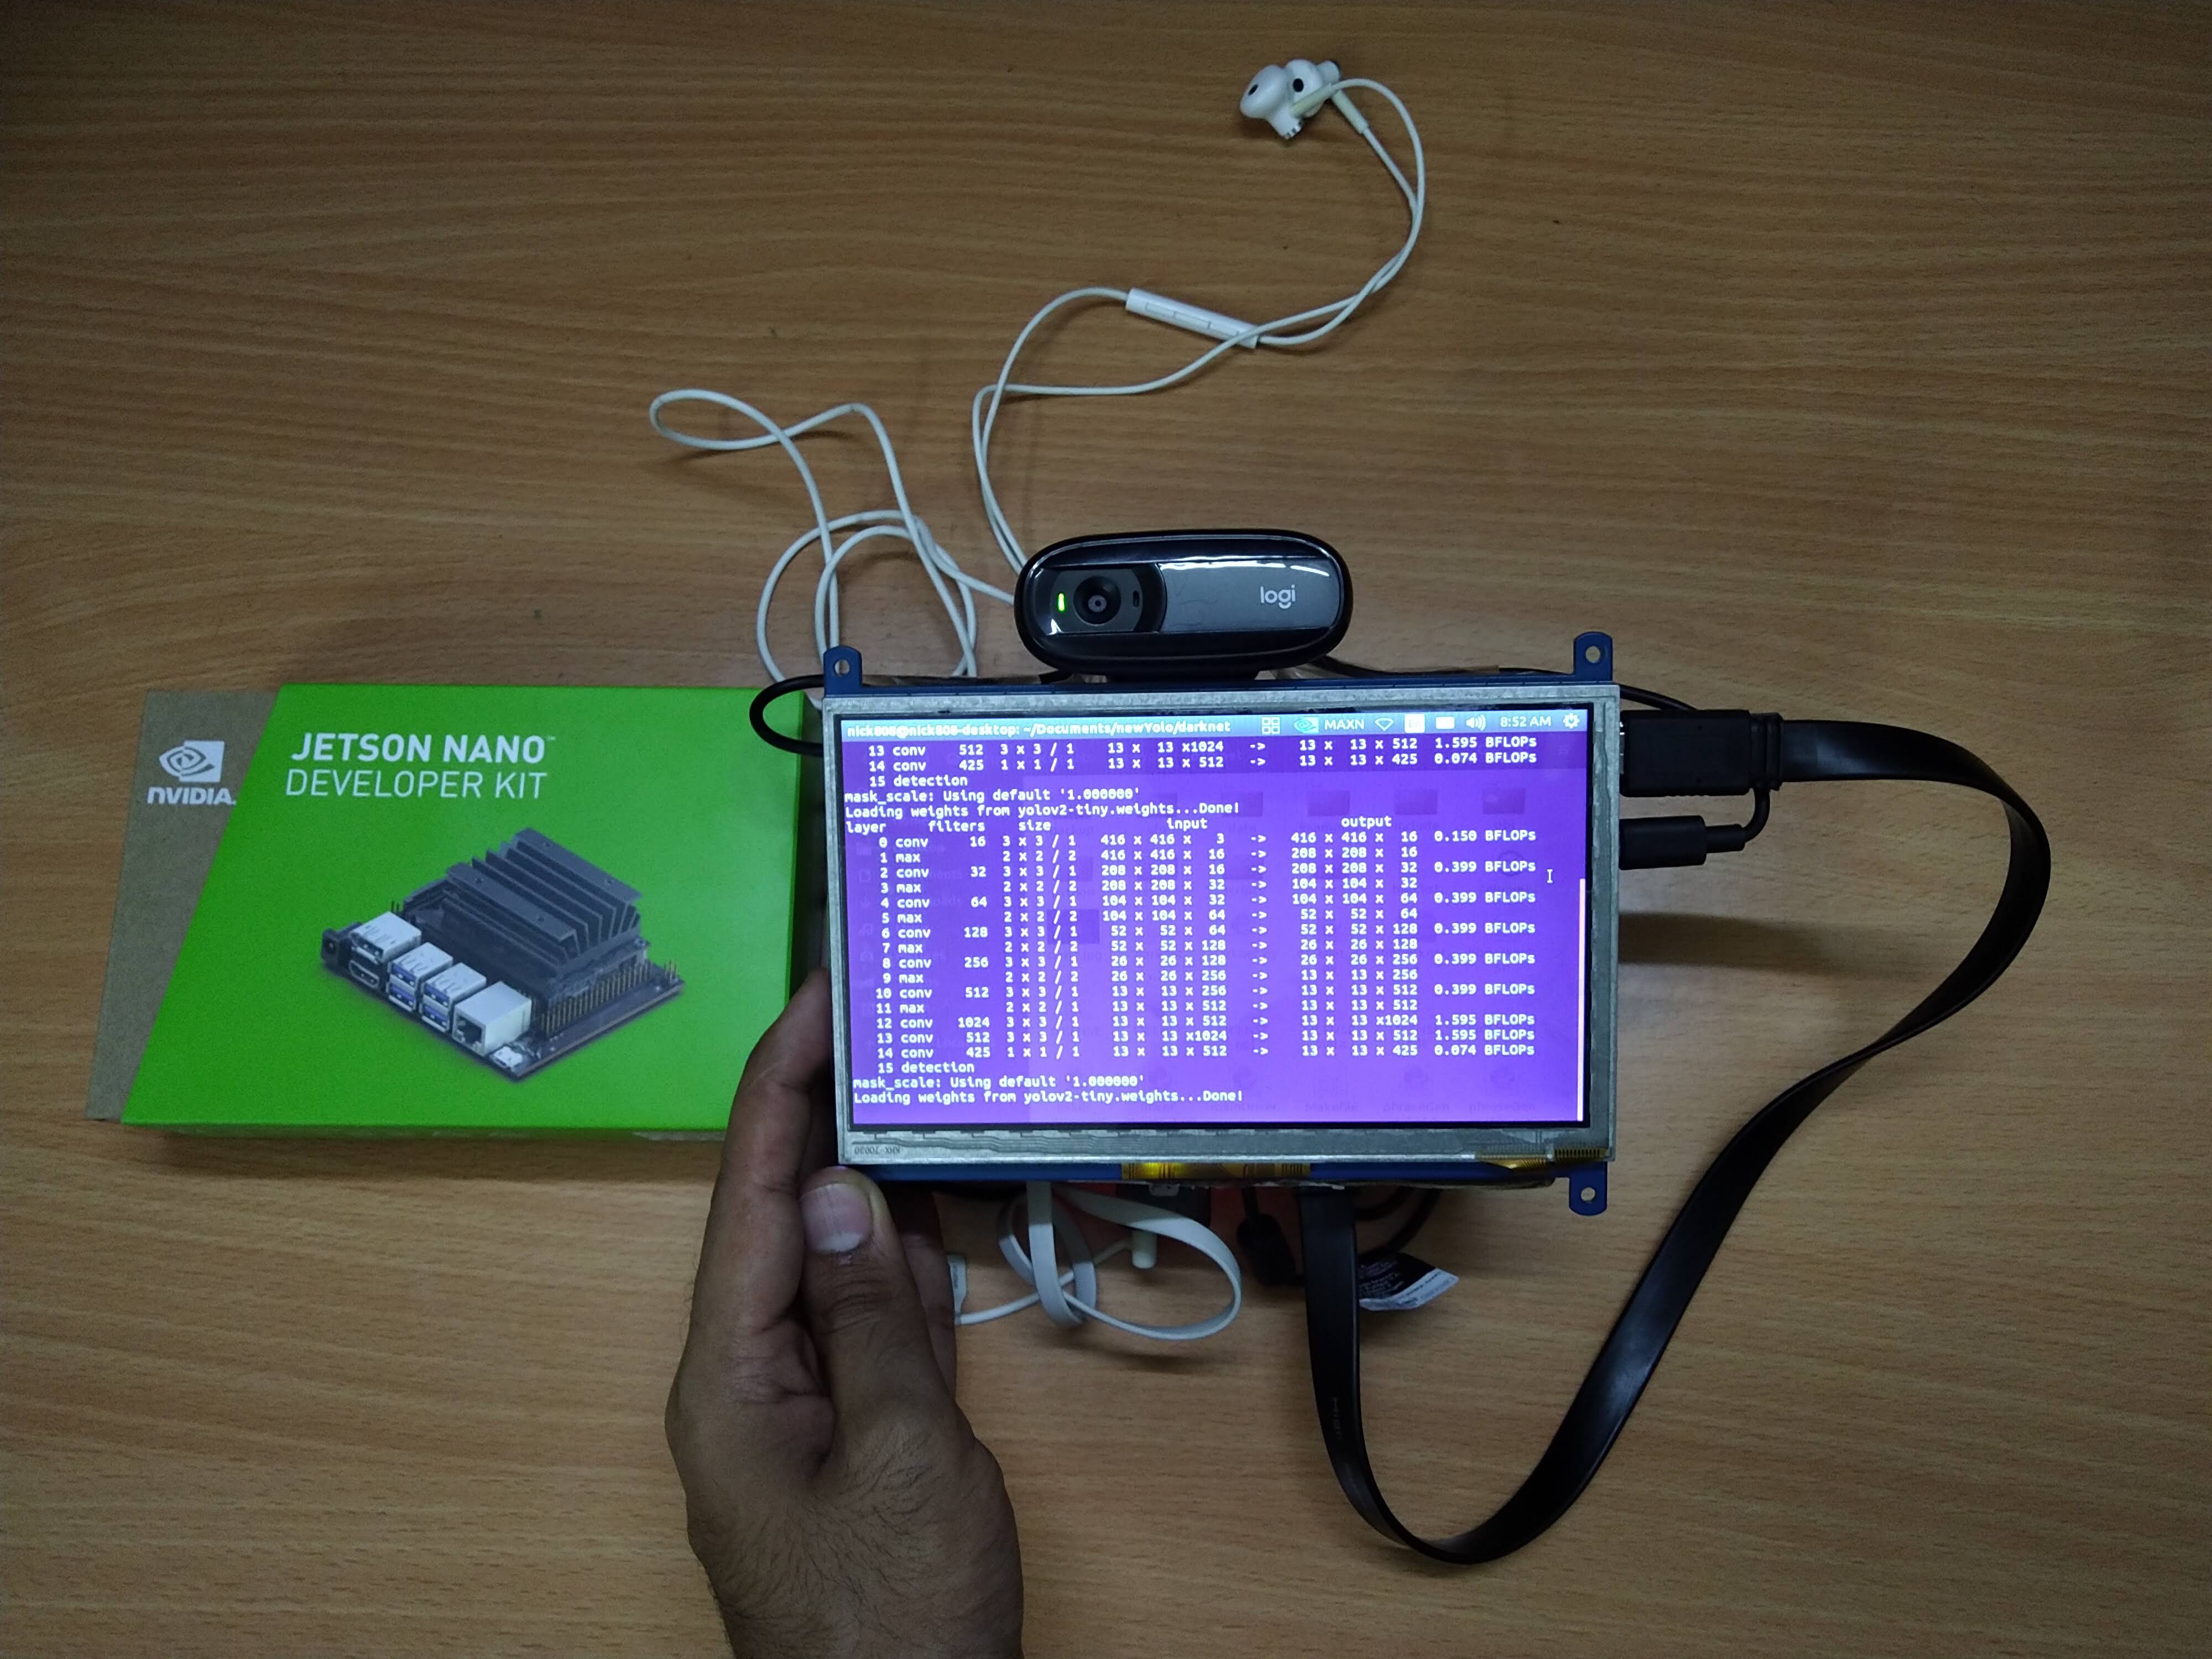 logi
JETSON NANO™
DEVELOPER KIT
NVIDIA.
nick808@nick808-desktop: ~/Documents/newYolo/darknet MAXN 8:52 AM
13 conv 512 3 x 3 / 1 13 x 13 x1024 -> 13 x 13 x 512 1.595 BFLOPs
14 conv 425 1 x 1 / 1 13 x 13 x 512 -> 13 x 13 x 425 0.074 BFLOPs
15 detection
mask_scale: Using default '1.000000'
Loading weights from yolov2-tiny.weights...Done!
layer filters size input output
0 conv 16 3 x 3 / 1 416 x 416 x 3 -> 416 x 416 x 16 0.150 BFLOPs
1 max 2 x 2 / 2 416 x 416 x 16 -> 208 x 208 x 16
2 conv 32 3 x 3 / 1 208 x 208 x 16 -> 208 x 208 x 32 0.399 BFLOPs
3 max 2 x 2 / 2 208 x 208 x 32 -> 104 x 104 x 32
4 conv 64 3 x 3 / 1 104 x 104 x 32 -> 104 x 104 x 64 0.399 BFLOPs
5 max 2 x 2 / 2 104 x 104 x 64 -> 52 x 52 x 64
6 conv 128 3 x 3 / 1 52 x 52 x 64 -> 52 x 52 x 128 0.399 BFLOPs
7 max 2 x 2 / 2 52 x 52 x 128 -> 26 x 26 x 128
8 conv 256 3 x 3 / 1 26 x 26 x 128 -> 26 x 26 x 256 0.399 BFLOPs
9 max 2 x 2 / 2 26 x 26 x 256 -> 13 x 13 x 256
10 conv 512 3 x 3 / 1 13 x 13 x 256 -> 13 x 13 x 512 0.399 BFLOPs
11 max 2 x 2 / 1 13 x 13 x 512 -> 13 x 13 x 512
12 conv 1024 3 x 3 / 1 13 x 13 x 512 -> 13 x 13 x1024 1.595 BFLOPs
13 conv 512 3 x 3 / 1 13 x 13 x1024 -> 13 x 13 x 512 1.595 BFLOPs
14 conv 425 1 x 1 / 1 13 x 13 x 512 -> 13 x 13 x 425 0.074 BFLOPs
15 detection
mask_scale: Using default '1.000000'
Loading weights from yolov2-tiny.weights...Done!